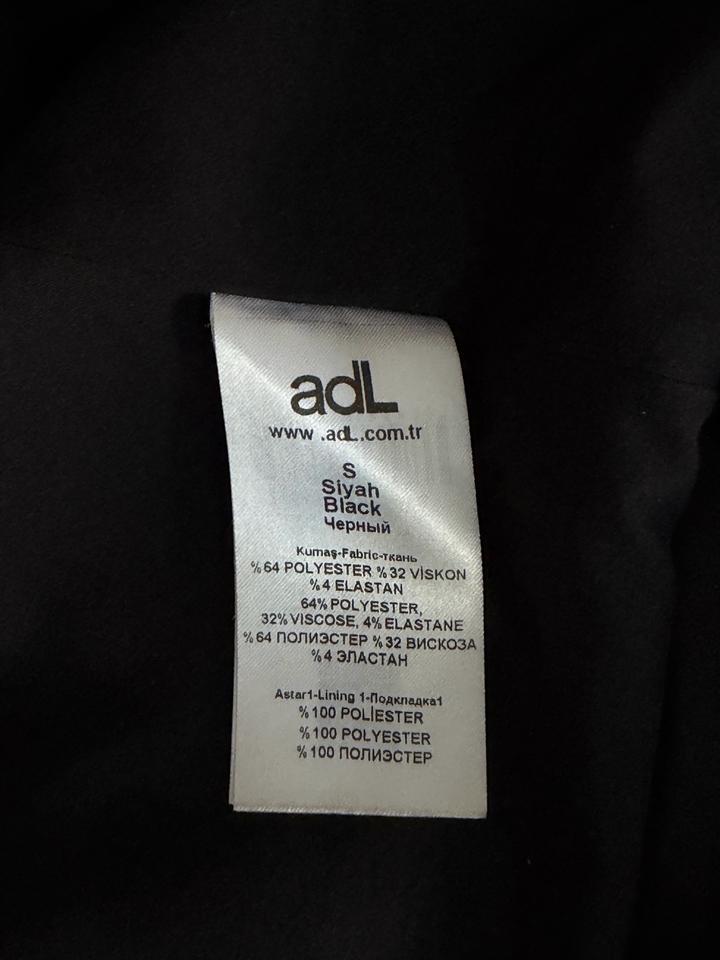 adL
www .adL.com.tr
S
Siyah
Black
Черный
Kumaş-Fabric-ткань
%64 POLYESTER %32 VİSKON
%4 ELASTAN
64% POLYESTER,
32% VISCOSE, 4% ELASTANE
%64 ПОЛИЭСТЕР %32 ВИСКОЗА
%4 ЭЛАСТАН
Astar1-Lining 1-Подкладка1
%100 POLİESTER
%100 POLYESTER
%100 ПОЛИЭСТЕР